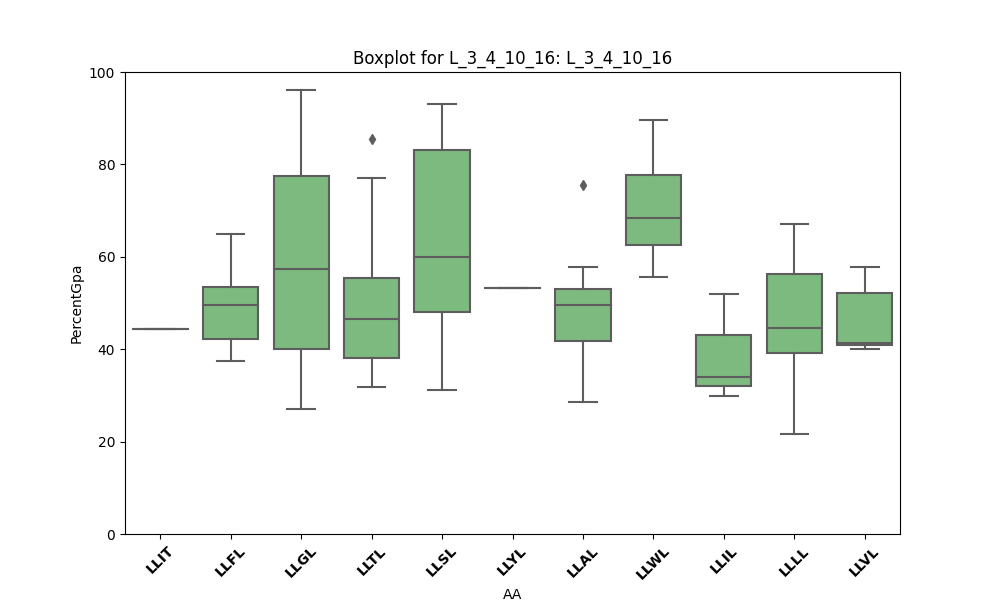 Boxplot for L_3_4_10_16: L_3_4_10_16
100
80
60
40
20
0
PercentGpa
LLIT LLFL LLGL LLTL LLSL LLYL LLAL LLWL LLIL LLLL LLVL
AA